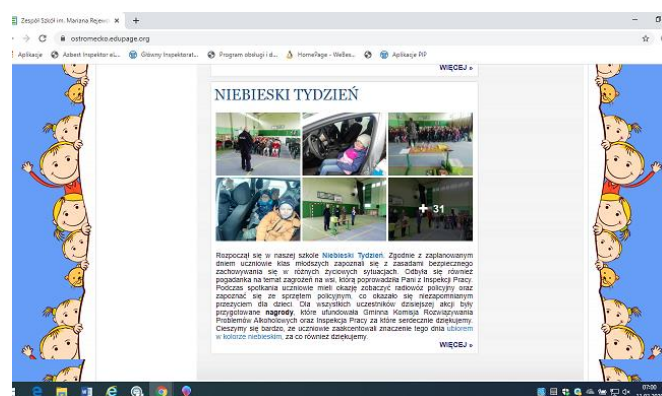 Zespół Szkół im. Mariana Rejews
ostromecko.edupage.org
Aplikacje
Azbest Inspektor el...
Główny Inspektorat...
Program obsługi i d...
HomePage - WeBes...
Aplikacje PIP
WIĘCEJ »
NIEBIESKI TYDZIEŃ
+ 31
Rozpoczął się w naszej szkole Niebieski Tydzień. Zgodnie z zaplanowanym
dniem uczniowie klas młodszych zapoznali się z zasadami bezpiecznego
zachowywania się w różnych życiowych sytuacjach. Odbyła się również
pogadanka na temat zagrożeń na wsi, którą poprowadziła Pani z Inspekcji Pracy.
Podczas spotkania uczniowie mieli okazję zobaczyć radiowóz policyjny oraz
zapoznać się ze sprzętem policyjnym, co okazało się niezapomnianym
przeżyciem dla dzieci. Dla wszystkich uczestników dzisiejszej akcji były
przygotowane nagrody, które ufundowała Gminna Komisja Rozwiązywania
Problemów Alkoholowych oraz Inspekcja Pracy za które serdecznie dziękujemy.
Cieszymy się bardzo, że uczniowie zaakcentowali znaczenie tego dnia ubiorem
w kolorze niebieskim, za co również dziękujemy.
WIĘCEJ »
07:00